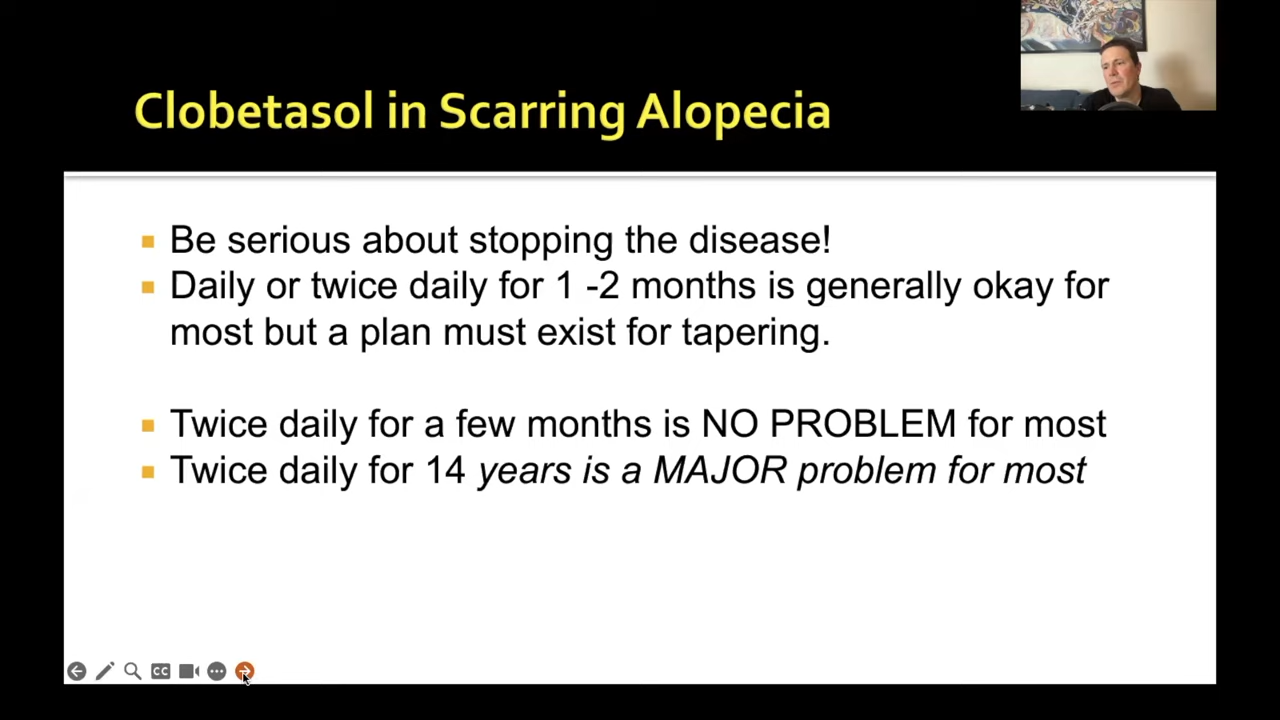 Clobetasol in Scarring Alopecia
Be serious about stopping the disease!
Daily or twice daily for 1 -2 months is generally okay for
most but a plan must exist for tapering.
Twice daily for a few months is NO PROBLEM for most
Twice daily for 14 years is a MAJOR problem for most
CC